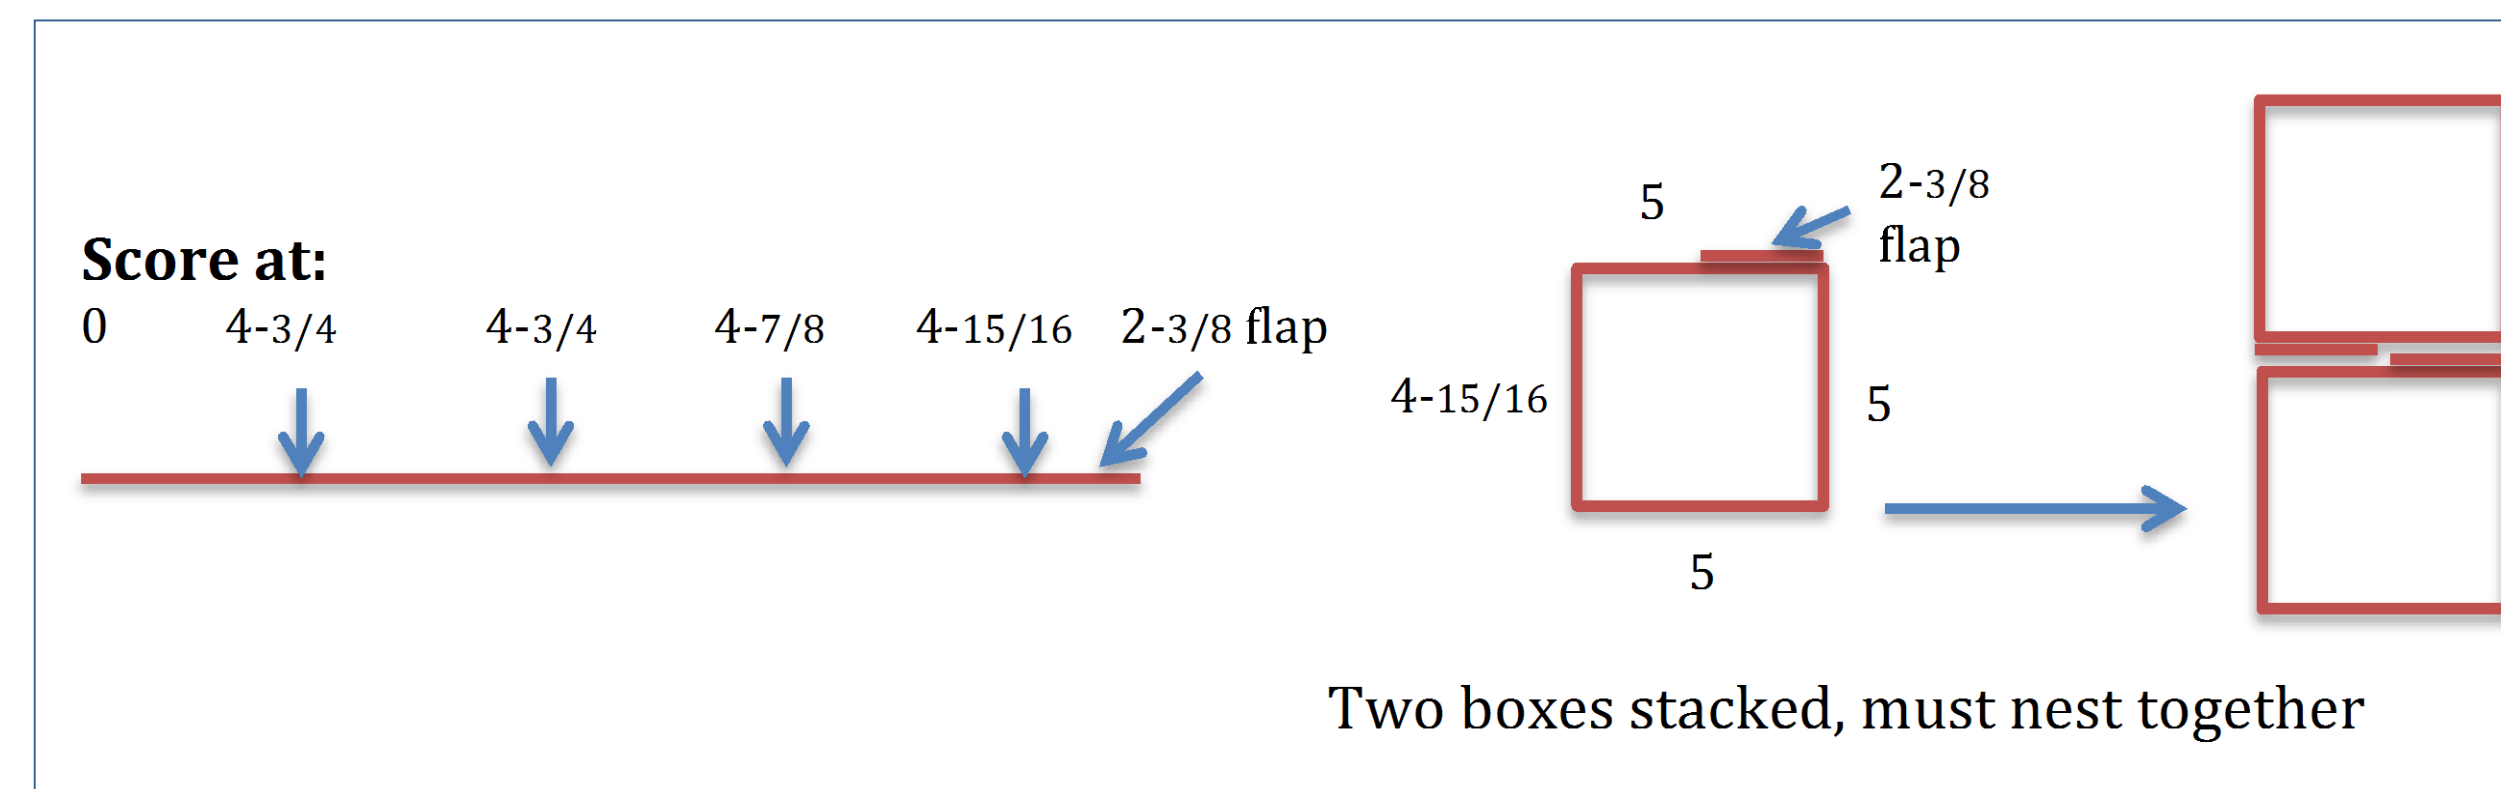 Score at:
0 4-3/4 4-3/4 4-7/8 4-15/16 2-3/8 flap
5
2-3/8
flap
4-15/16
5
5
Two boxes stacked, must nest together